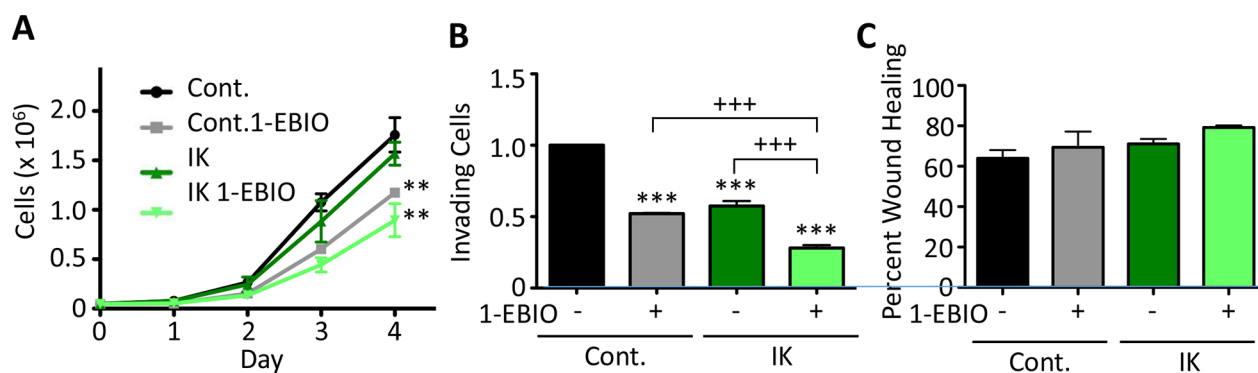 A
Cells (x 10⁶)
2.0
1.5
1.0
0.5
0
0 1 2 3 4
Day
Cont.
Cont.1-EBIO
IK
IK 1-EBIO
**
**
B
Invading Cells
1.5
1.0
0.5
0
+++
+++
***
***
***
1-EBIO - + - +
Cont. IK
C
Percent Wound Healing
100
80
60
40
20
0
1-EBIO - + - +
Cont. IK